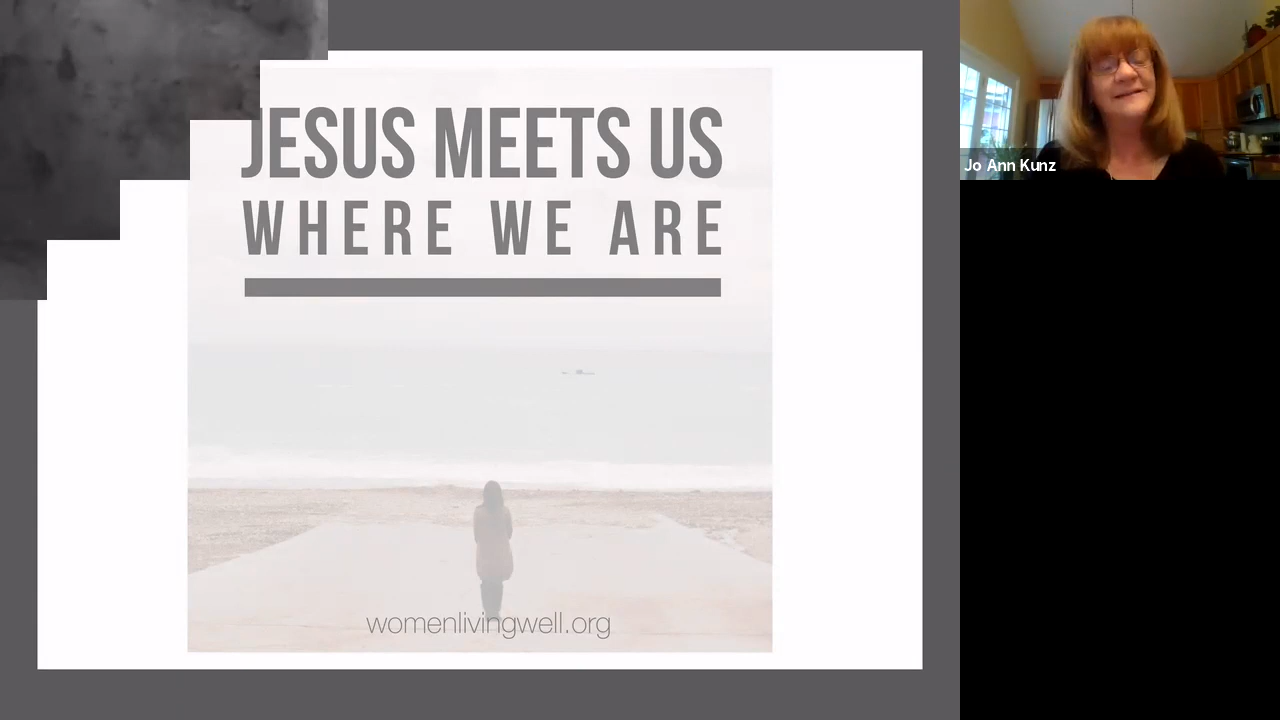 JESUS MEETS US
WHERE WE ARE
womenlivingwell.org
Jo Ann Kunz